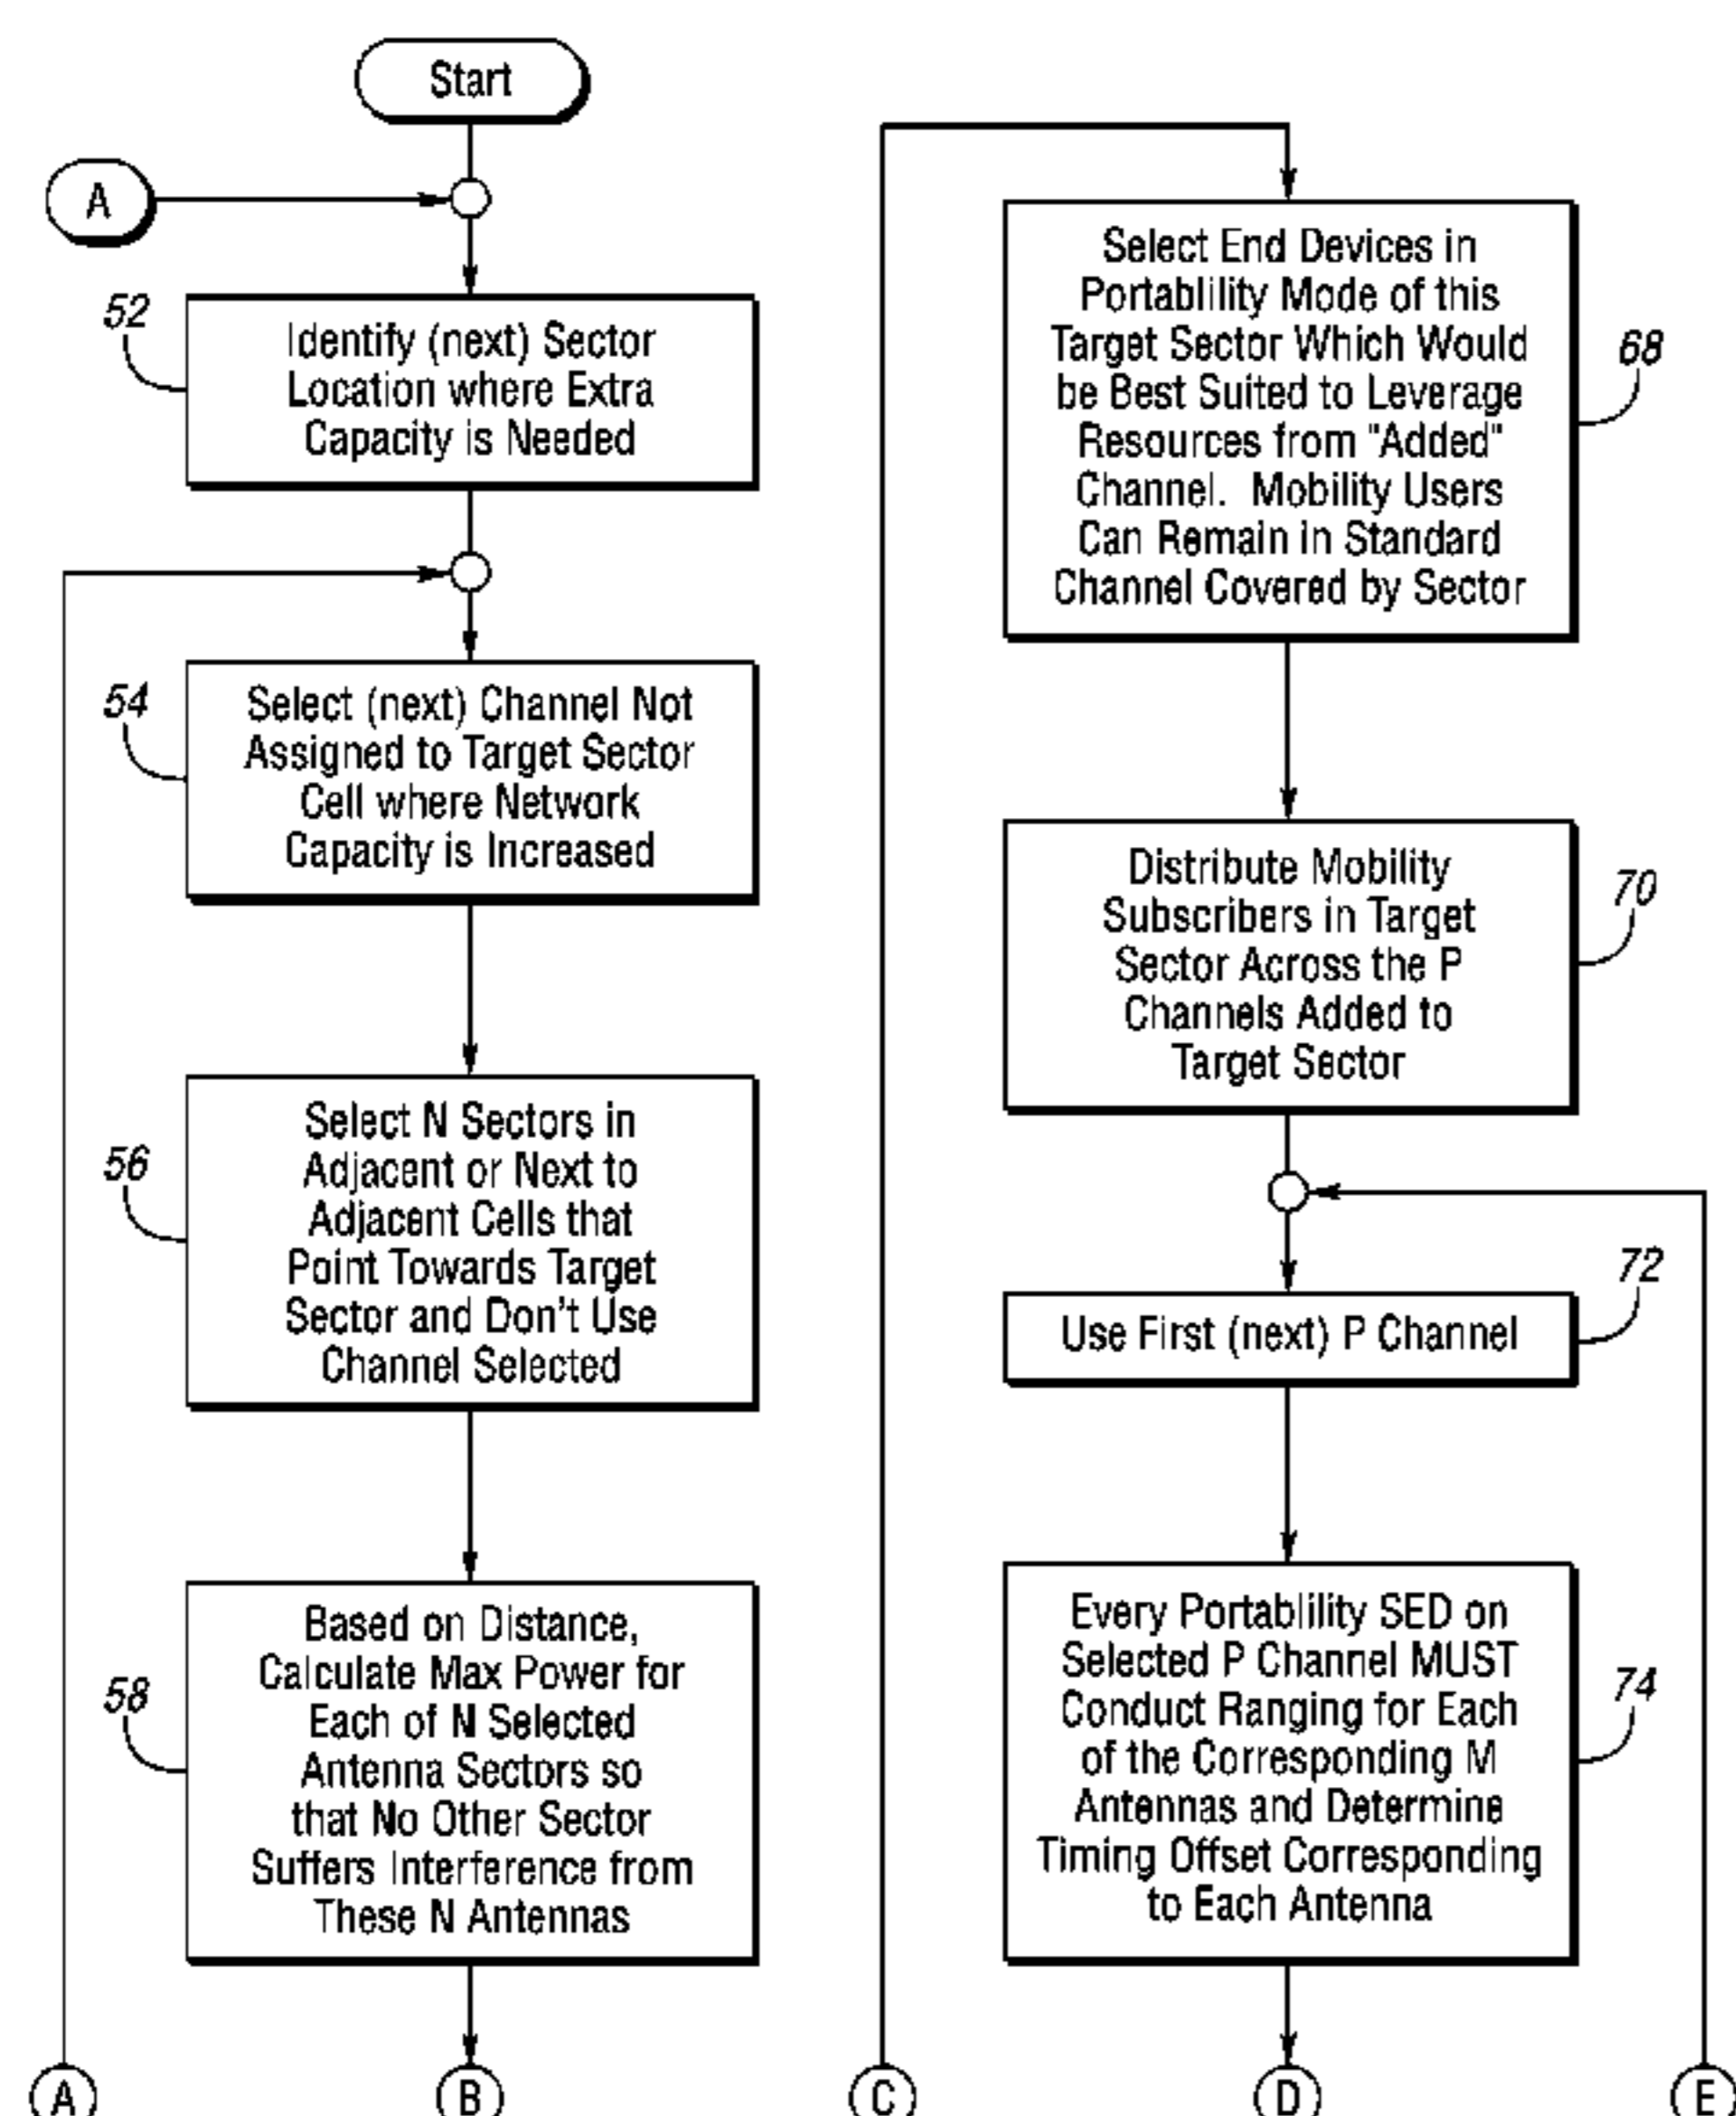 Start
A
52
Identify (next) Sector
Location where Extra
Capacity is Needed
54
Select (next) Channel Not
Assigned to Target Sector
Cell where Network
Capacity is Increased
56
Select N Sectors in
Adjacent or Next to
Adjacent Cells that
Point Towards Target
Sector and Don't Use
Channel Selected
58
Based on Distance,
Calculate Max Power for
Each of N Selected
Antenna Sectors so
that No Other Sector
Suffers Interference from
These N Antennas
A
B
Select End Devices in
Portablility Mode of this
Target Sector Which Would
be Best Suited to Leverage
Resources from "Added"
Channel. Mobility Users
Can Remain in Standard
Channel Covered by Sector
68
Distribute Mobility
Subscribers in Target
Sector Across the P
Channels Added to
Target Sector
70
Use First (next) P Channel
72
Every Portablility SED on
Selected P Channel MUST
Conduct Ranging for Each
of the Corresponding M
Antennas and Determine
Timing Offset Corresponding
to Each Antenna
74
C
D
E